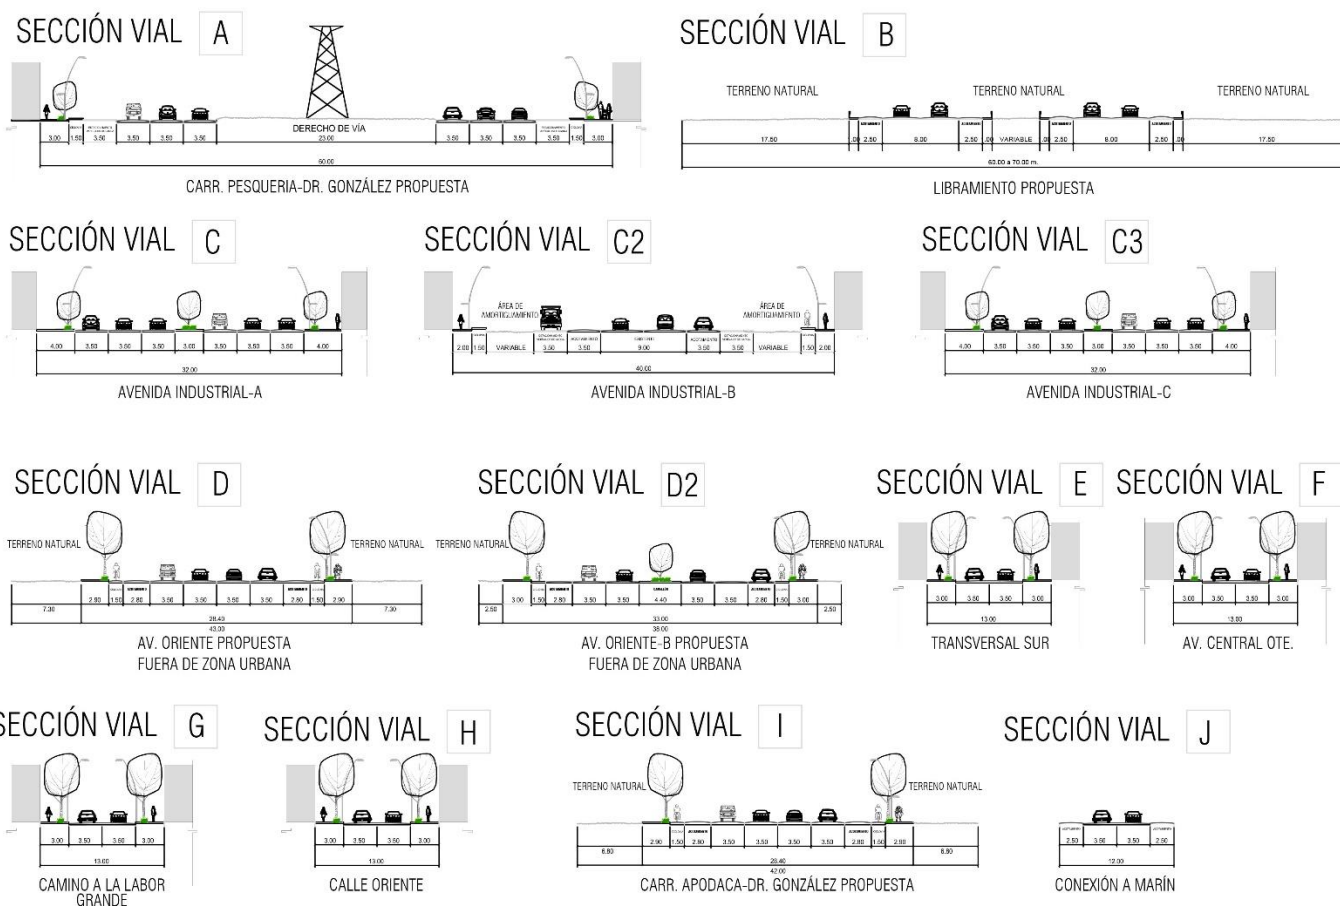 SECCIÓN VIAL A
DERECHO DE VÍA
3.00 1.50 3.50 3.50 3.50 23.00 3.50 3.50 3.50 3.50 1.50 3.00
60.00
CARR. PESQUERIA-DR. GONZÁLEZ PROPUESTA
SECCIÓN VIAL B
TERRENO NATURAL TERRENO NATURAL TERRENO NATURAL
17.50 2.50 8.00 2.50 VARIABLE 2.50 8.00 2.50 17.50
60.00 a 70.00 m.
LIBRAMIENTO PROPUESTA
SECCIÓN VIAL C
4.00 3.50 3.50 3.50 3.00 3.50 3.50 3.50 4.00
32.00
AVENIDA INDUSTRIAL-A
SECCIÓN VIAL C2
ÁREA DE
AMORTIGUAMIENTO
ÁREA DE
AMORTIGUAMIENTO
2.00 1.50 VARIABLE 3.50 3.50 9.00 3.50 3.50 VARIABLE 1.50 2.00
40.00
AVENIDA INDUSTRIAL-B
SECCIÓN VIAL C3
4.00 3.50 3.50 3.50 3.00 3.50 3.50 3.50 4.00
32.00
AVENIDA INDUSTRIAL-C
SECCIÓN VIAL D
TERRENO NATURAL TERRENO NATURAL
7.30 2.90 1.50 2.80 3.50 3.50 3.50 3.50 2.80 1.50 2.90 7.30
28.40
43.00
AV. ORIENTE PROPUESTA
FUERA DE ZONA URBANA
SECCIÓN VIAL D2
TERRENO NATURAL TERRENO NATURAL
2.50 3.00 1.50 2.80 3.50 3.50 4.40 3.50 3.50 2.80 1.50 3.00 2.50
33.00
38.00
AV. ORIENTE-B PROPUESTA
FUERA DE ZONA URBANA
SECCIÓN VIAL E
3.00 3.50 3.50 3.00
13.00
TRANSVERSAL SUR
SECCIÓN VIAL F
3.00 3.50 3.50 3.00
13.00
AV. CENTRAL OTE.
SECCIÓN VIAL G
3.00 3.50 3.50 3.00
13.00
CAMINO A LA LABOR
GRANDE
SECCIÓN VIAL H
3.00 3.50 3.50 3.00
13.00
CALLE ORIENTE
SECCIÓN VIAL I
TERRENO NATURAL TERRENO NATURAL
6.80 2.90 1.50 2.80 3.50 3.50 3.50 3.50 2.80 1.50 2.90 6.80
28.40
42.00
CARR. APODACA-DR. GONZÁLEZ PROPUESTA
SECCIÓN VIAL J
2.50 3.50 3.50 2.50
12.00
CONEXIÓN A MARÍN